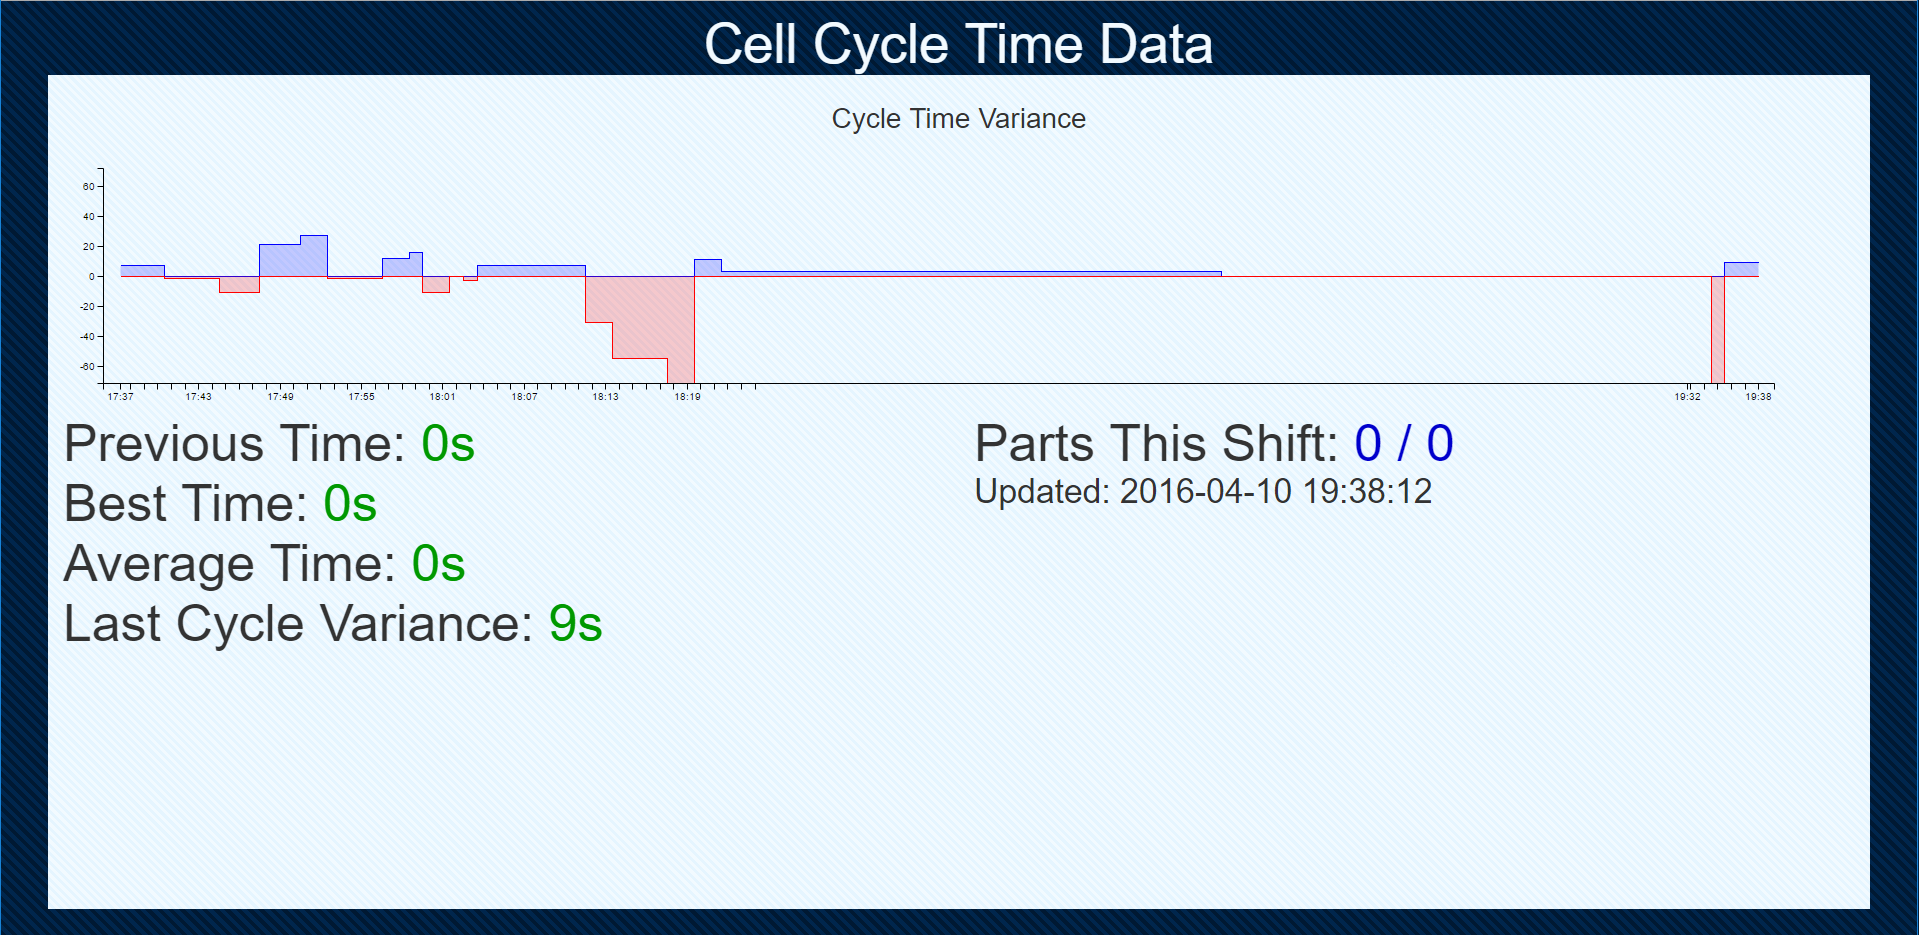 Cell Cycle Time Data
Cycle Time Variance
60
40
20
0
-20
-40
-60
17:37 17:43 17:49 17:55 18:01 18:07 18:13 18:19 19:32 19:38
Previous Time: 0s
Best Time: 0s
Average Time: 0s
Last Cycle Variance: 9s
Parts This Shift: 0 / 0
Updated: 2016-04-10 19:38:12